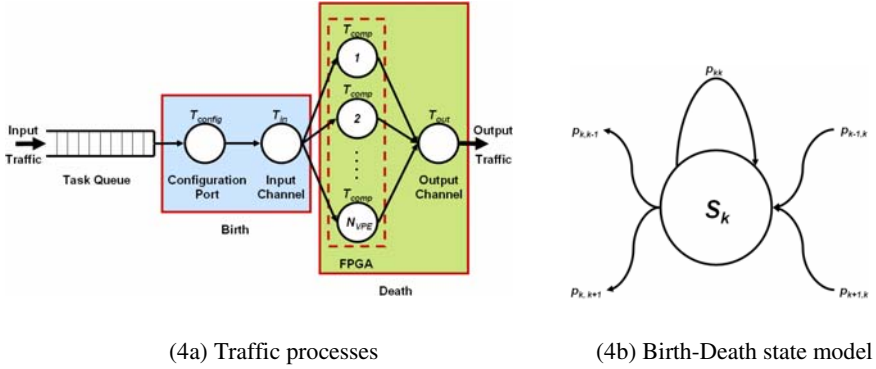 Input
Traffic
Task Queue
T_config
Configuration
Port
T_in
Input
Channel
Birth
T_comp
1
T_comp
2
T_comp
N_VPE
FPGA
T_out
Output
Channel
Death
Output
Traffic
p_kk
p_k,k-1
p_k-1,k
S_k
p_k, k+1
p_k+1,k
(4a) Traffic processes
(4b) Birth-Death state model